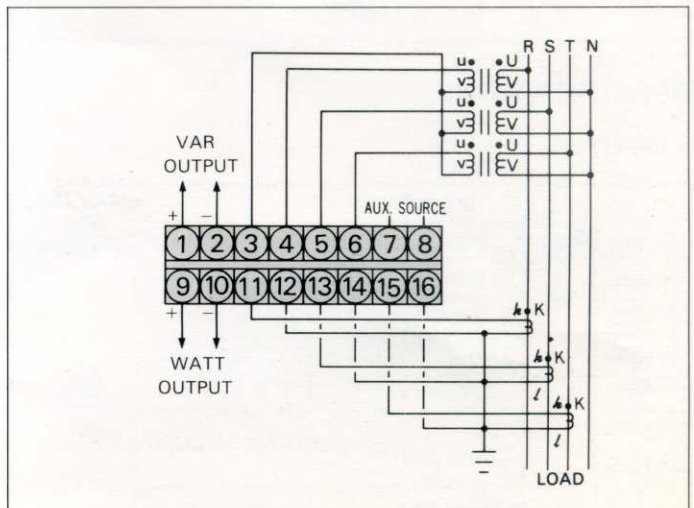 R S T N
u U
v V
u U
v V
u U
v V
VAR
OUTPUT
AUX. SOURCE
+ −
1 2 3 4 5 6 7 8
9 10 11 12 13 14 15 16
+ −
WATT
OUTPUT
k K
k K
l
k K
l
LOAD